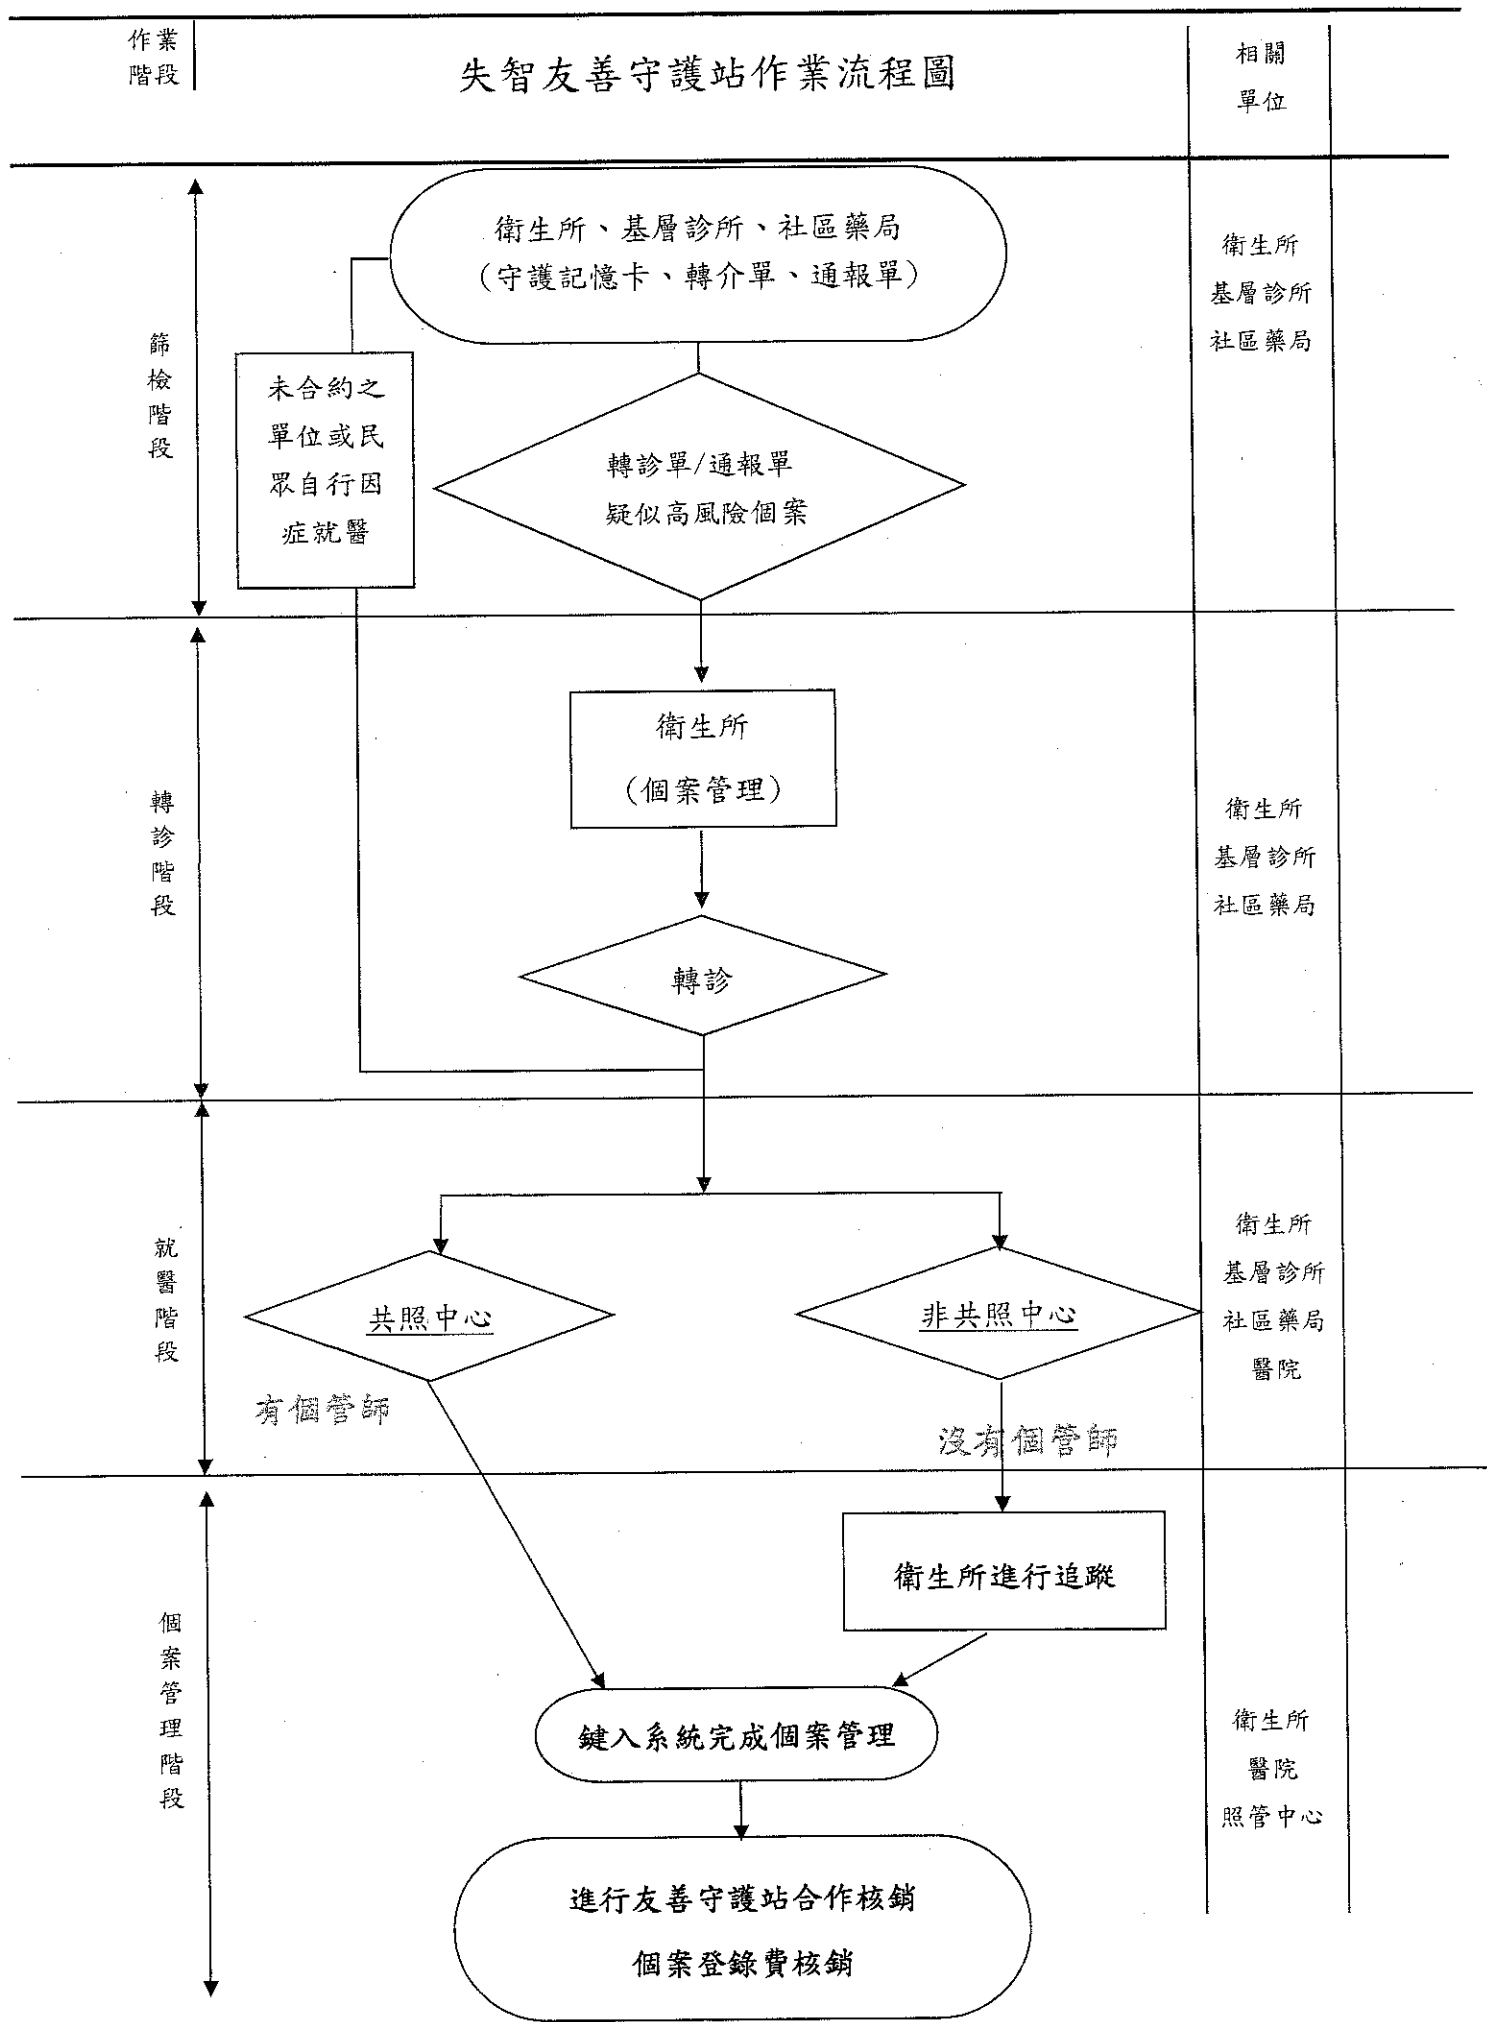 作業
階段
失智友善守護站作業流程圖
相關
單位
衛生所、基層診所、社區藥局
（守護記憶卡、轉介單、通報單）
衛生所
基層診所
社區藥局
篩檢階段
未合約之
單位或民
眾自行因
症就醫
轉診單/通報單
疑似高風險個案
衛生所
（個案管理）
轉診階段
衛生所
基層診所
社區藥局
轉診
就醫階段
共照中心
非共照中心
衛生所
基層診所
社區藥局
醫院
有個管師
沒有個管師
衛生所進行追蹤
個案管理階段
鍵入系統完成個案管理
衛生所
醫院
照管中心
進行友善守護站合作核銷
個案登錄費核銷